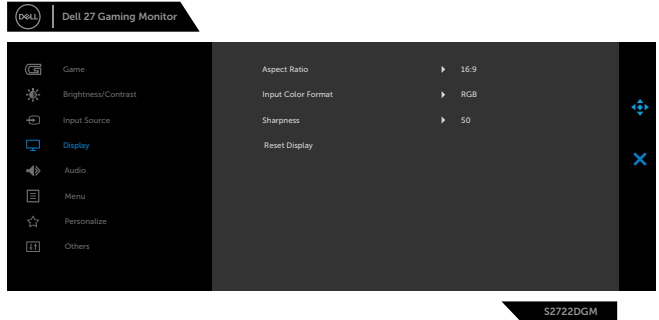 DELL
Dell 27 Gaming Monitor
Game
Brightness/Contrast
Input Source
Display
Audio
Menu
Personalize
Others
Aspect Ratio 16:9
Input Color Format RGB
Sharpness 50
Reset Display
S2722DGM